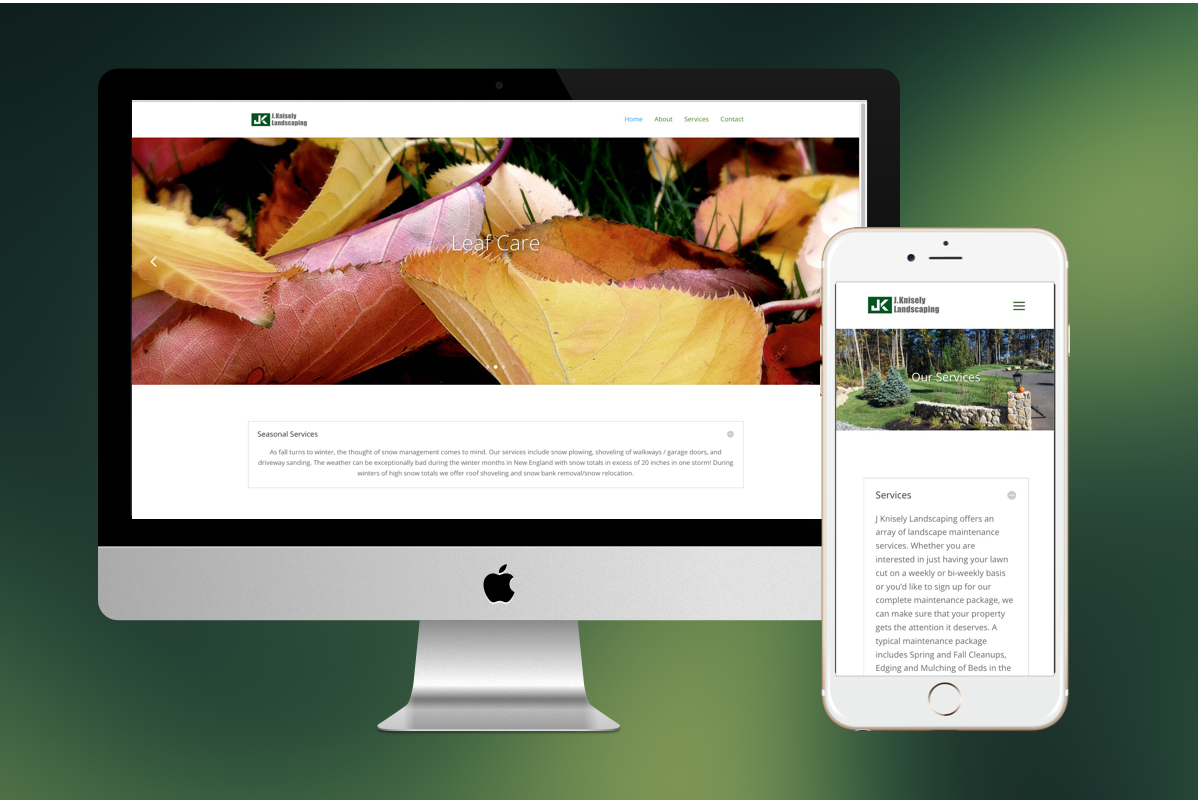 J.Knisely
Landscaping
Home About Services Contact
Leaf Care
Seasonal Services
As fall turns to winter, the thought of snow management comes to mind. Our services include snow plowing, shoveling of walkways / garage doors, and
driveway sanding. The weather can be exceptionally bad during the winter months in New England with snow totals in excess of 20 inches in one storm! During
winters of high snow totals we offer roof shoveling and snow bank removal/snow relocation.
JK J.Knisely
Landscaping
Our Services
Services
J Knisely Landscaping offers an
array of landscape maintenance
services. Whether you are
interested in just having your lawn
cut on a weekly or bi-weekly basis
or you'd like to sign up for our
complete maintenance package, we
can make sure that your property
gets the attention it deserves. A
typical maintenance package
includes Spring and Fall Cleanups,
Edging and Mulching of Beds in the